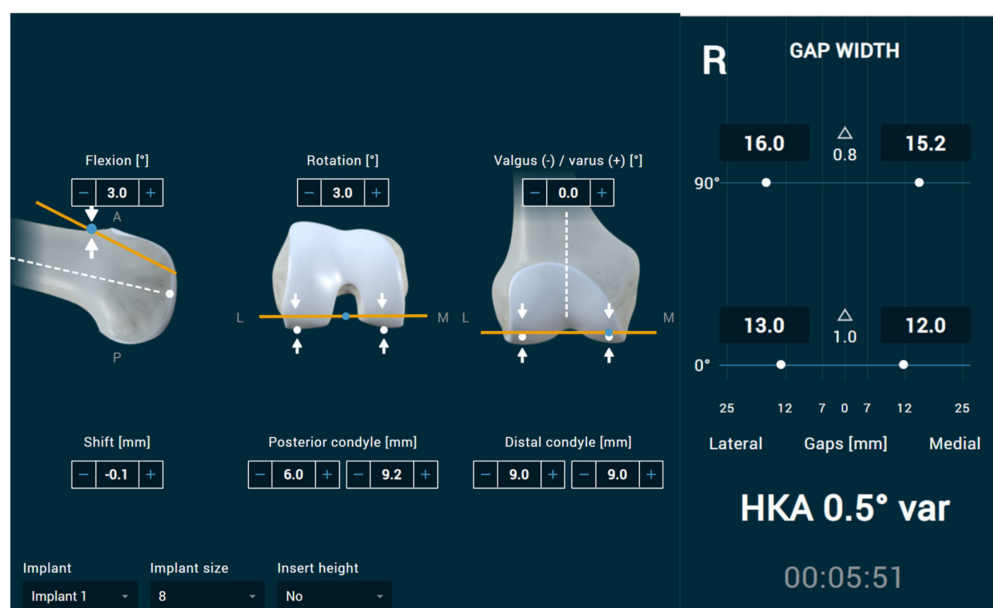 Flexion [°]
− 3.0 +
A
P
Rotation [°]
− 3.0 +
L M
Valgus (-) / varus (+) [°]
− 0.0 +
L M
Shift [mm]
− -0.1 +
Posterior condyle [mm]
− 6.0 + − 9.2 +
Distal condyle [mm]
− 9.0 + − 9.0 +
Implant
Implant 1
Implant size
8
Insert height
No
R
GAP WIDTH
16.0 △ 15.2
0.8
90°
13.0 △ 12.0
1.0
0°
25 12 7 0 7 12 25
Lateral Gaps [mm] Medial
HKA 0.5° var
00:05:51